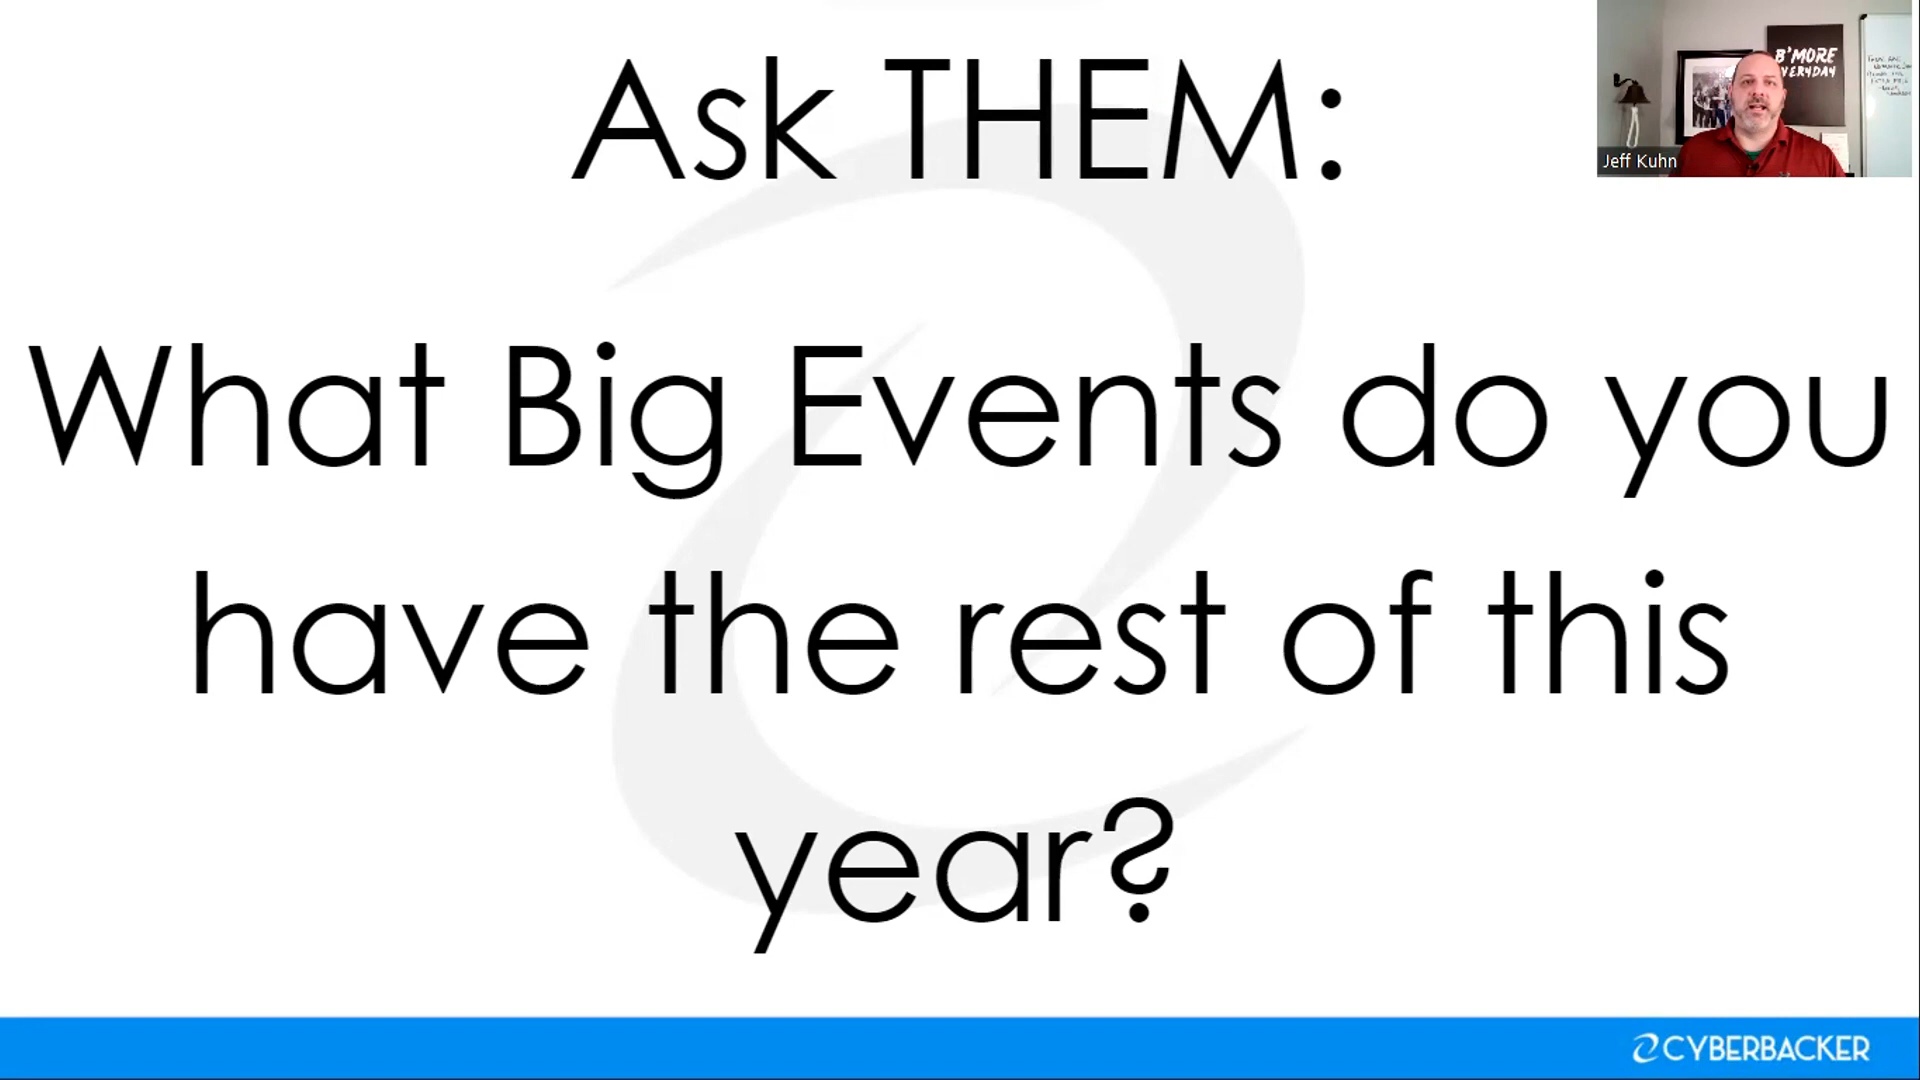 Ask THEM:
What Big Events do you
have the rest of this
year?
B'MORE
EVERYDAY
Jeff Kuhn
CYBERBACKER